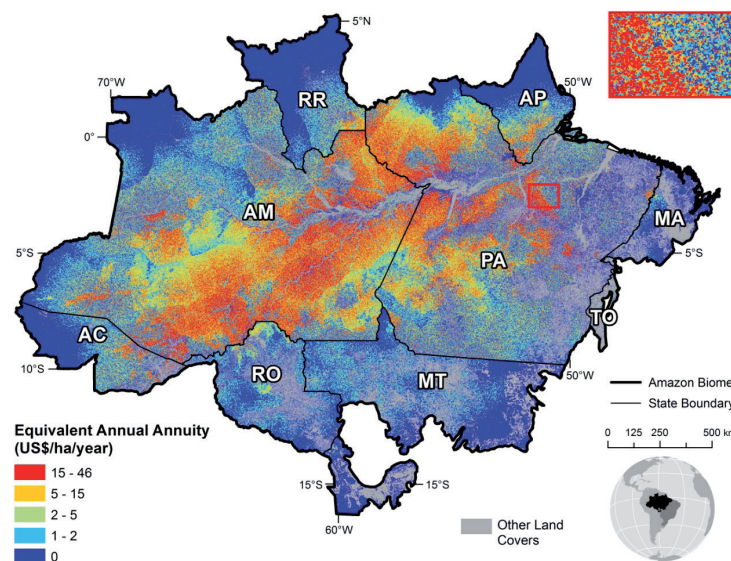 5°N
70°W
50°W
RR
AP
0°
AM
MA
5°S
PA
5°S
TO
AC
10°S
RO
MT
50°W
Amazon Biome
State Boundary
Equivalent Annual Annuity
(US$/ha/year)
15 - 46
5 - 15
2 - 5
1 - 2
0
15°S
15°S
60°W
Other Land
Covers
0 125 250 500 km